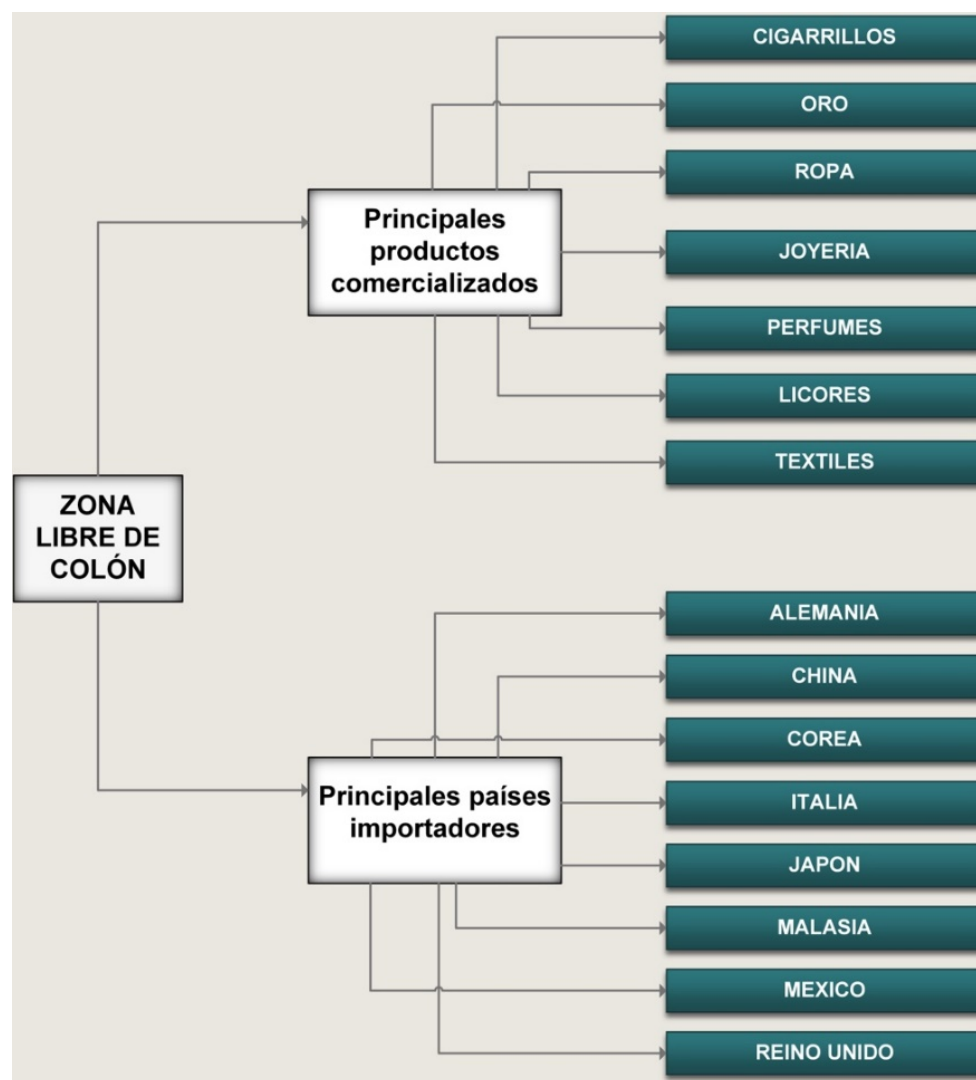 ZONA
LIBRE DE
COLÓN
Principales
productos
comercializados
CIGARRILLOS
ORO
ROPA
JOYERIA
PERFUMES
LICORES
TEXTILES
Principales países
importadores
ALEMANIA
CHINA
COREA
ITALIA
JAPON
MALASIA
MEXICO
REINO UNIDO